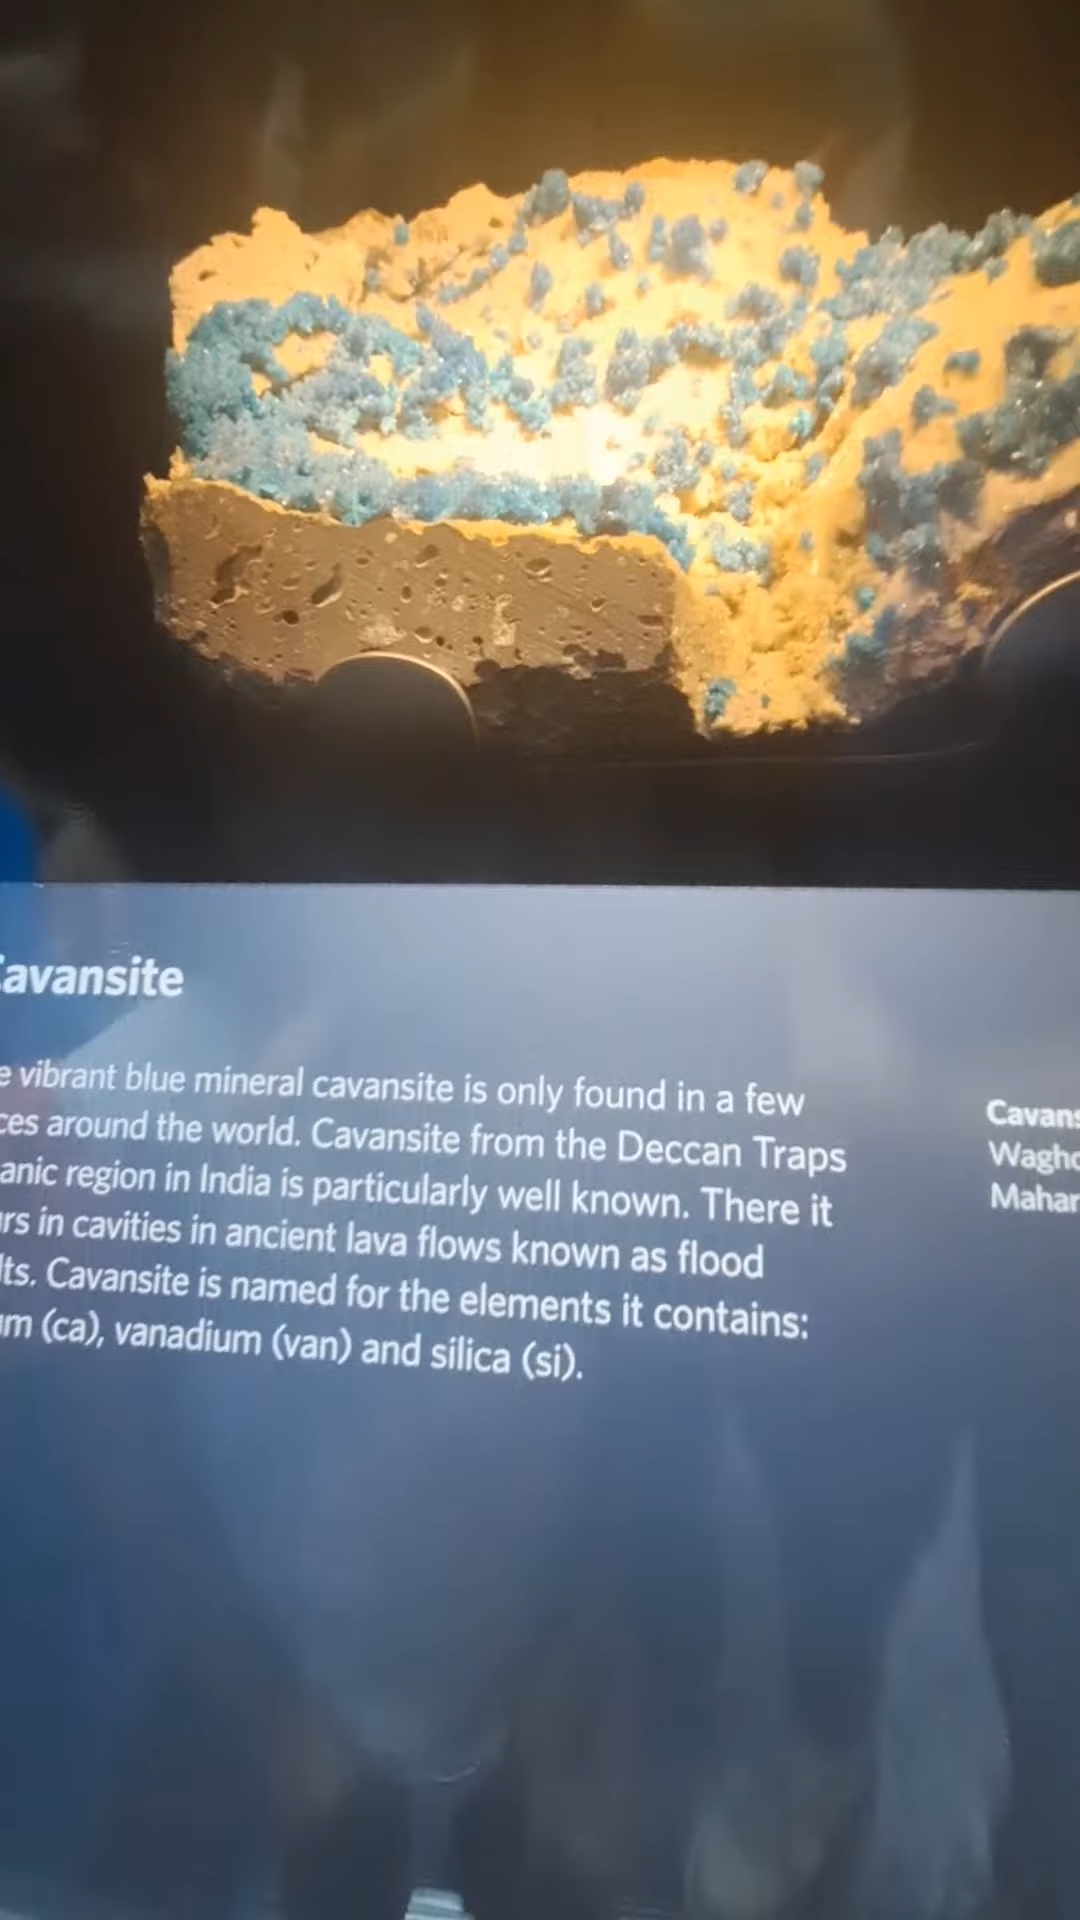 Cavansite
e vibrant blue mineral cavansite is only found in a few
ces around the world. Cavansite from the Deccan Traps
anic region in India is particularly well known. There it
rs in cavities in ancient lava flows known as flood
lts. Cavansite is named for the elements it contains:
um (ca), vanadium (van) and silica (si).
Cavans
Wagho
Mahar